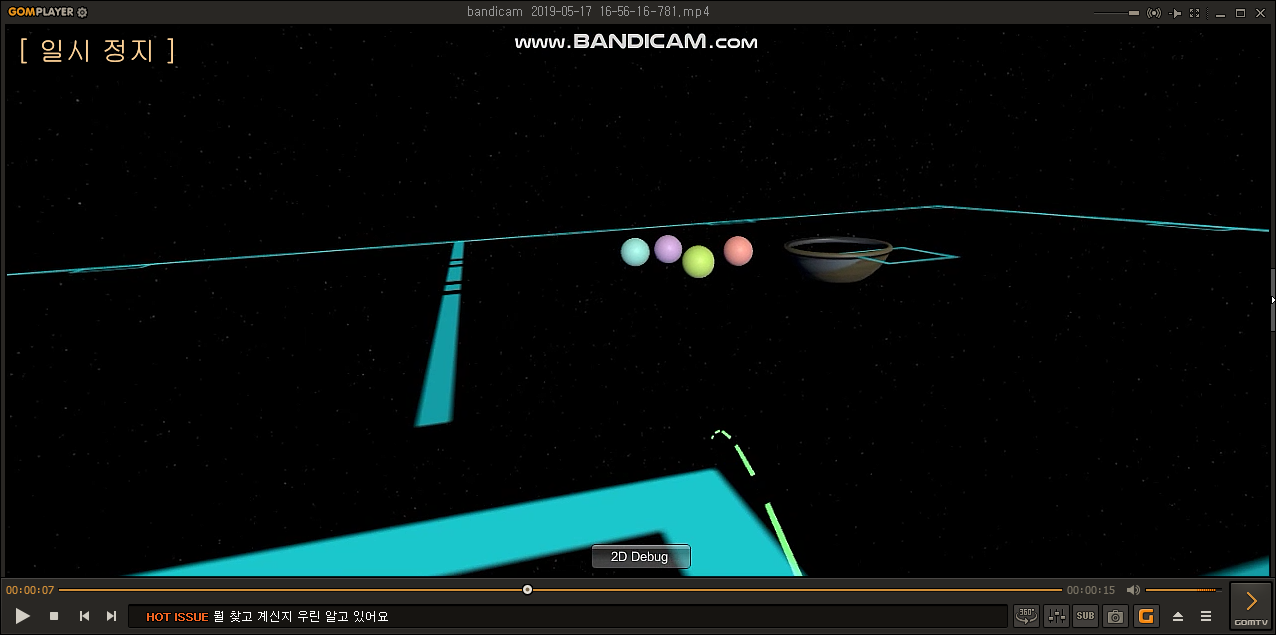 GOMPLAYER
bandicam 2019-05-17 16-56-16-781.mp4
[ 일시 정지 ]
www.BANDICAM.com
2D Debug
00:00:07
00:00:15
HOT ISSUE 뭘 찾고 계신지 우린 알고 있어요
360°
SUB
G
GOMTV